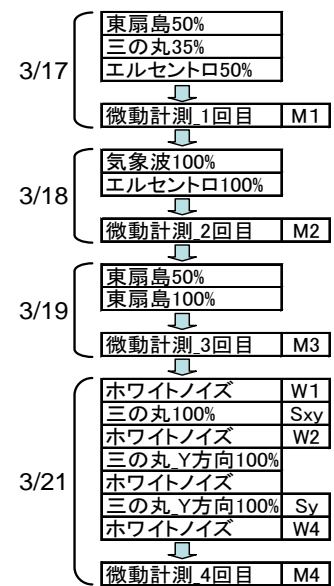 3/17
東扇島50%
三の丸35%
エルセントロ50%
微動計測_1回目 M1
3/18
気象波100%
エルセントロ100%
微動計測_2回目 M2
3/19
東扇島50%
東扇島100%
微動計測_3回目 M3
3/21
ホワイトノイズ W1
三の丸100% Sxy
ホワイトノイズ W2
三の丸_Y方向100%
ホワイトノイズ
三の丸_Y方向100% Sy
ホワイトノイズ W4
微動計測_4回目 M4